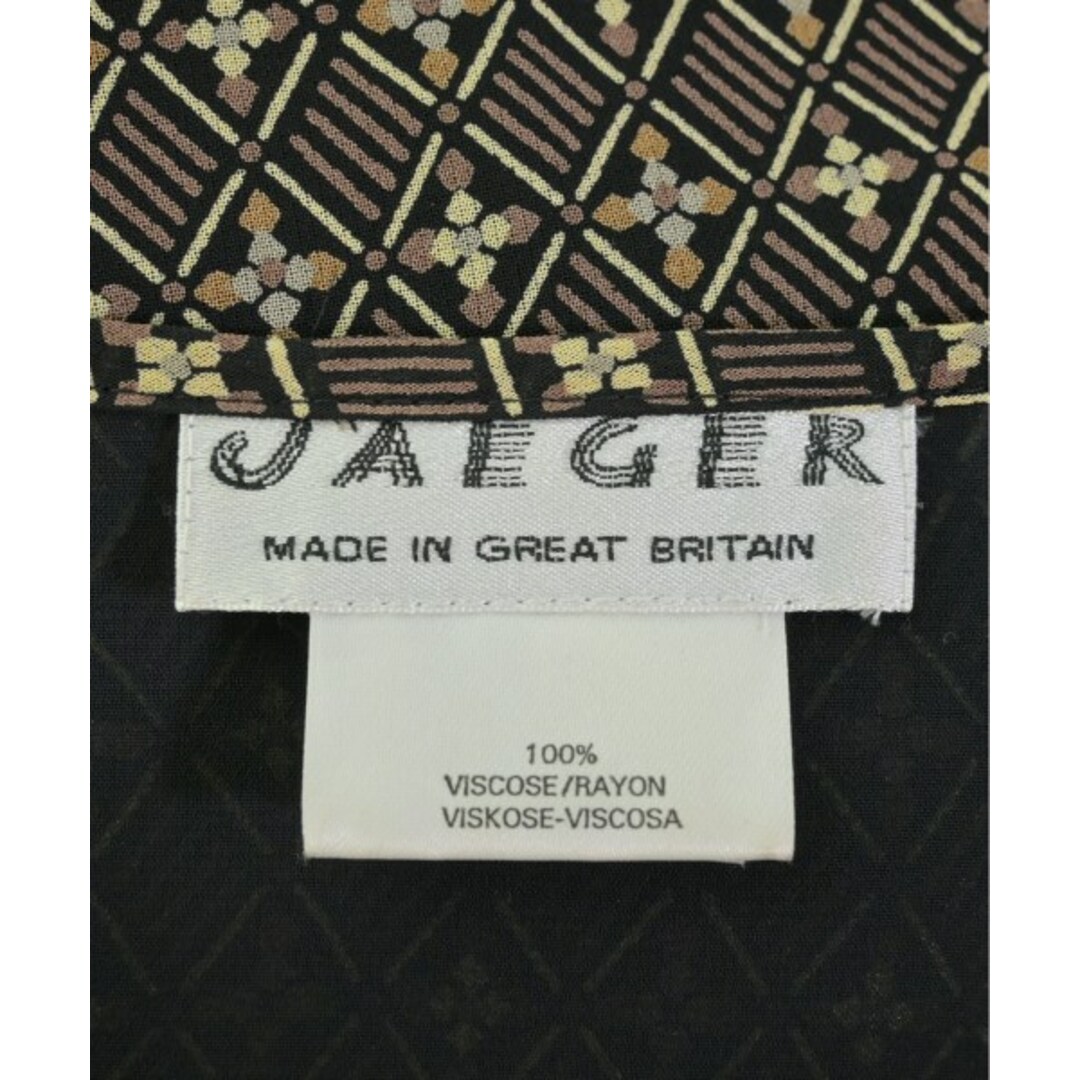 JAEGER
MADE IN GREAT BRITAIN
100%
VISCOSE/RAYON
VISKOSE-VISCOSA